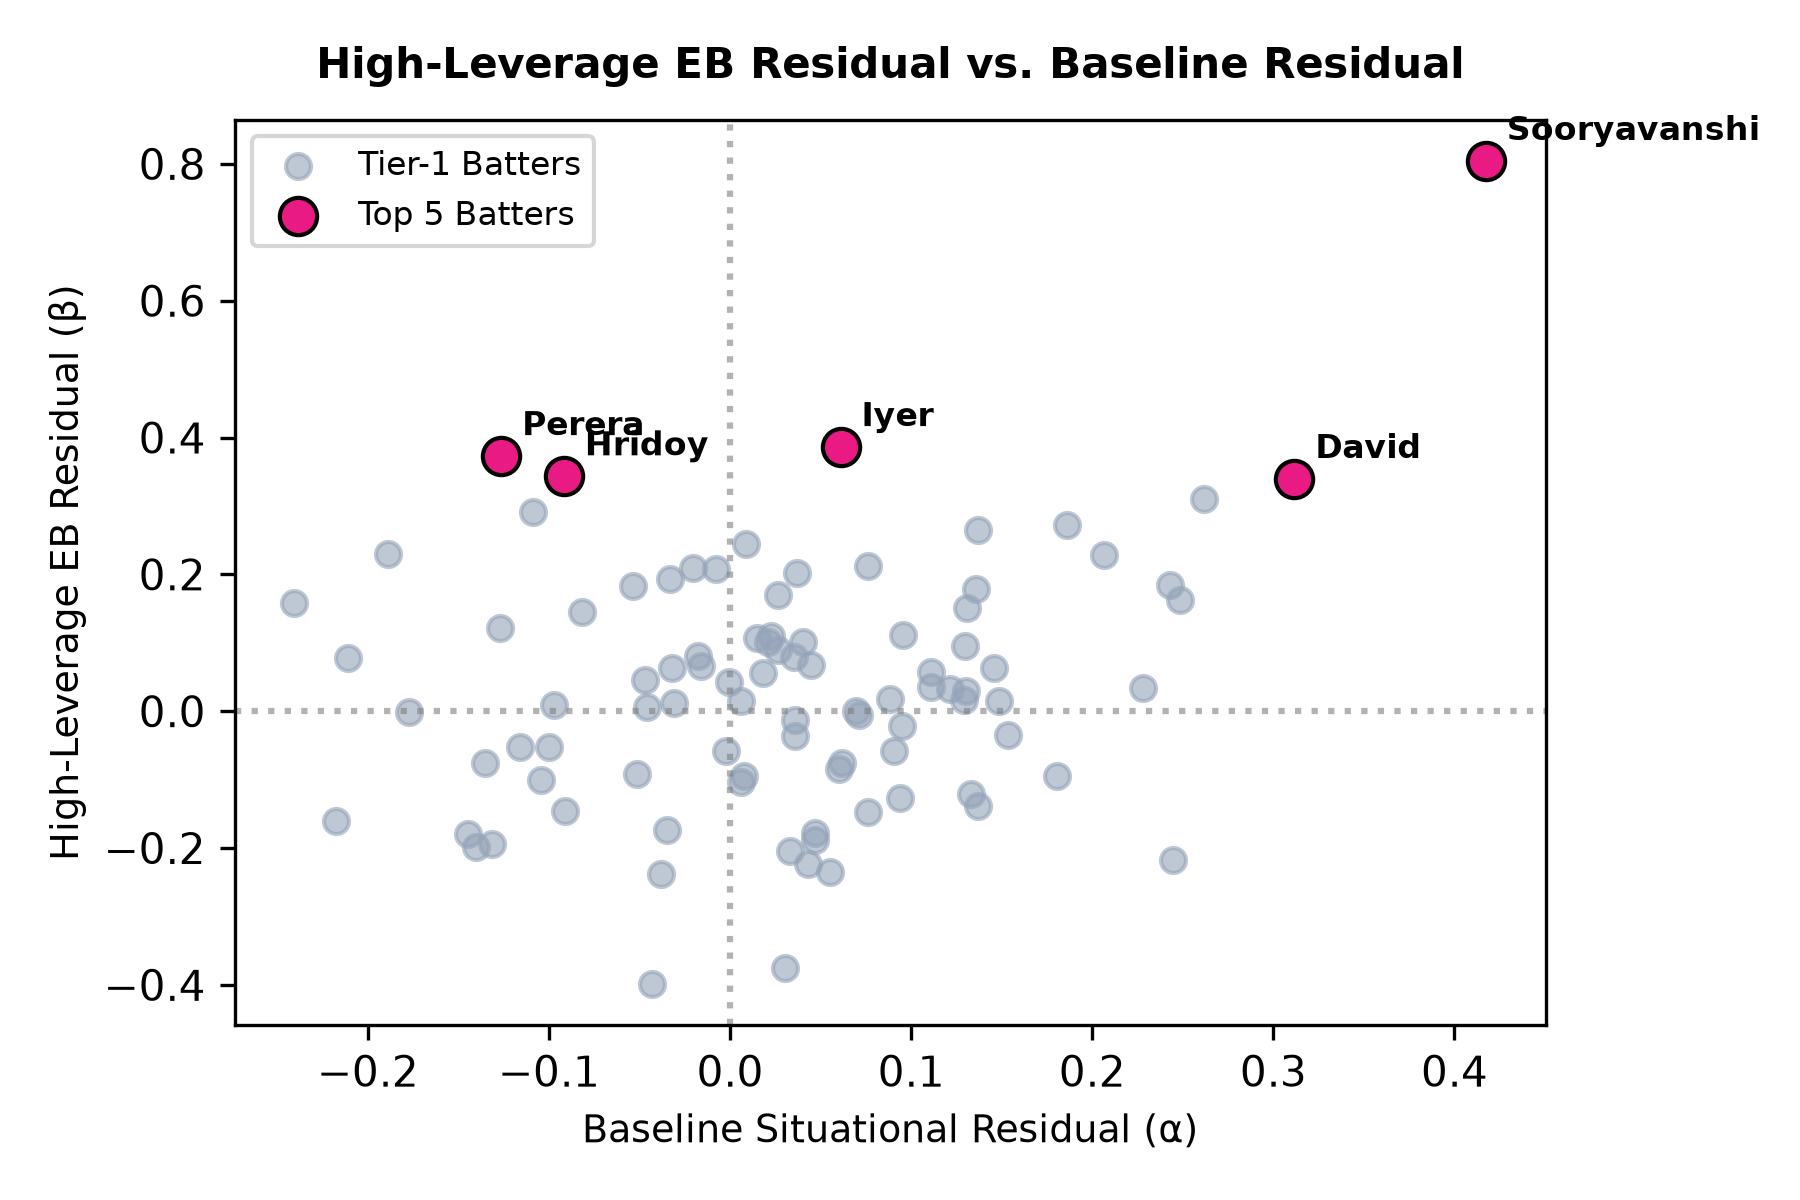 High-Leverage EB Residual vs. Baseline Residual
Sooryavanshi
Tier-1 Batters
Top 5 Batters
Perera
Hridoy
Iyer
David
High-Leverage EB Residual (β)
0.8
0.6
0.4
0.2
0.0
−0.2
−0.4
−0.2
−0.1
0.0
0.1
0.2
0.3
0.4
Baseline Situational Residual (α)